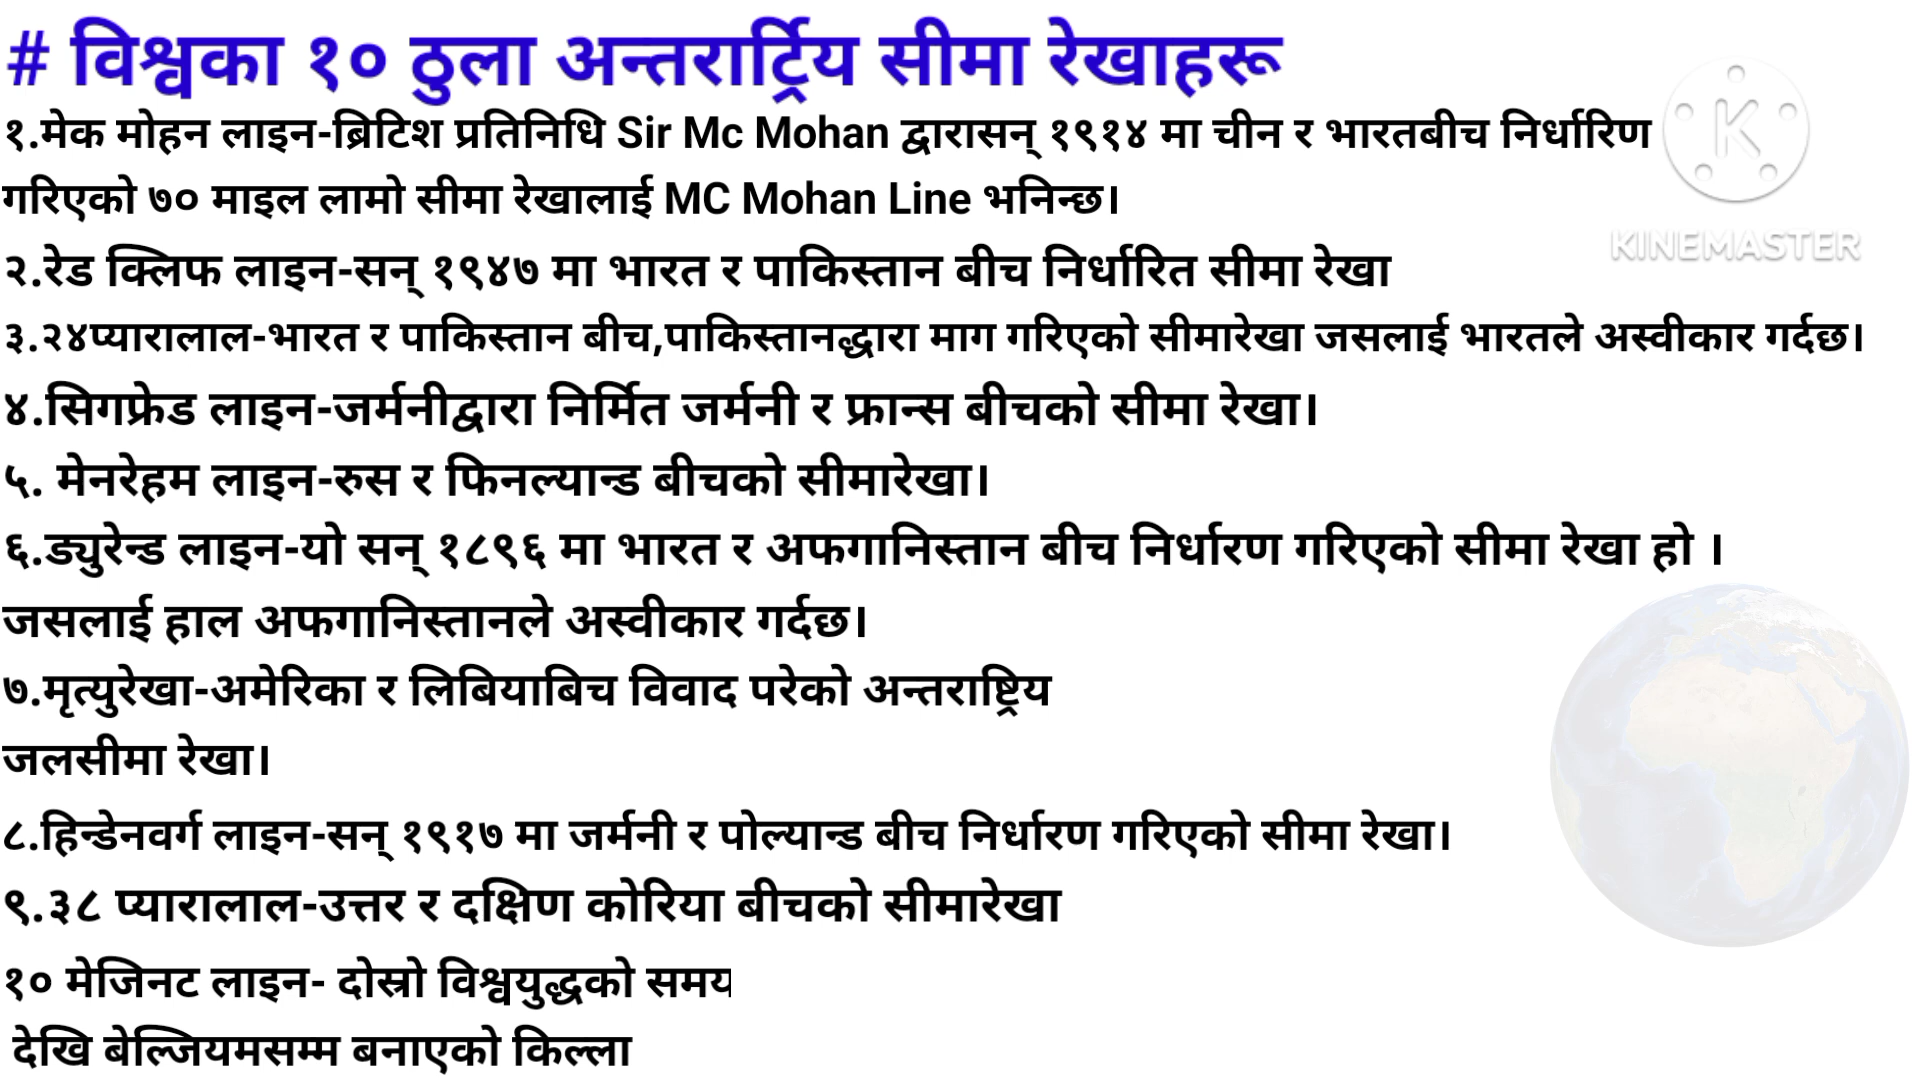 # विश्वका १० ठुला अन्तरार्ट्रिय सीमा रेखाहरू
१.मेक मोहन लाइन-ब्रिटिश प्रतिनिधि Sir Mc Mohan द्वारासन् १९१४ मा चीन र भारतबीच निर्धारिण
गरिएको ७० माइल लामो सीमा रेखालाई MC Mohan Line भनिन्छ।
२.रेड क्लिफ लाइन-सन् १९४७ मा भारत र पाकिस्तान बीच निर्धारित सीमा रेखा
३.२४प्यारालाल-भारत र पाकिस्तान बीच,पाकिस्तानद्धारा माग गरिएको सीमारेखा जसलाई भारतले अस्वीकार गर्दछ।
४.सिगफ्रेड लाइन-जर्मनीद्वारा निर्मित जर्मनी र फ्रान्स बीचको सीमा रेखा।
५. मेनरेहम लाइन-रुस र फिनल्यान्ड बीचको सीमारेखा।
६.ड्युरेन्ड लाइन-यो सन् १८९६ मा भारत र अफगानिस्तान बीच निर्धारण गरिएको सीमा रेखा हो ।
जसलाई हाल अफगानिस्तानले अस्वीकार गर्दछ।
७.मृत्युरेखा-अमेरिका र लिबियाबिच विवाद परेको अन्तराष्ट्रिय
जलसीमा रेखा।
८.हिन्डेनवर्ग लाइन-सन् १९१७ मा जर्मनी र पोल्यान्ड बीच निर्धारण गरिएको सीमा रेखा।
९.३८ प्यारालाल-उत्तर र दक्षिण कोरिया बीचको सीमारेखा
१० मेजिनट लाइन- दोस्रो विश्वयुद्धको समय
देखि बेल्जियमसम्म बनाएको किल्ला
K
KINEMASTER